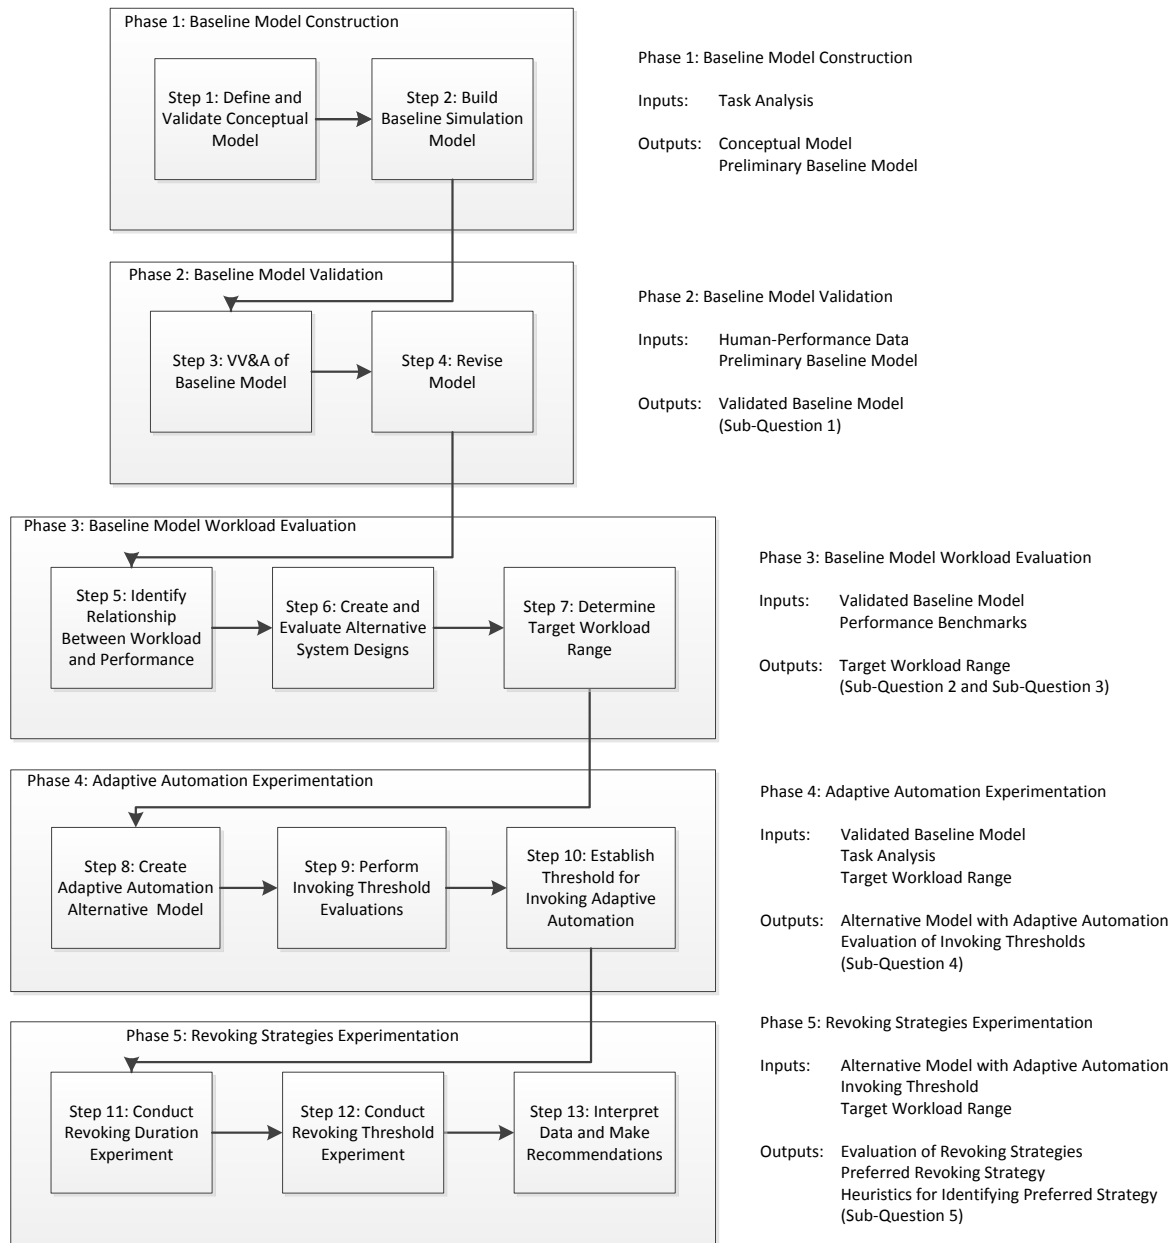 Phase 1: Baseline Model Construction
Step 1: Define and
Validate Conceptual
Model
Step 2: Build
Baseline Simulation
Model
Phase 1: Baseline Model Construction
Inputs: Task Analysis
Outputs: Conceptual Model
Preliminary Baseline Model
Phase 2: Baseline Model Validation
Step 3: VV&A of
Baseline Model
Step 4: Revise
Model
Phase 2: Baseline Model Validation
Inputs: Human-Performance Data
Preliminary Baseline Model
Outputs: Validated Baseline Model
(Sub-Question 1)
Phase 3: Baseline Model Workload Evaluation
Step 5: Identify
Relationship
Between Workload
and Performance
Step 6: Create and
Evaluate Alternative
System Designs
Step 7: Determine
Target Workload
Range
Phase 3: Baseline Model Workload Evaluation
Inputs: Validated Baseline Model
Performance Benchmarks
Outputs: Target Workload Range
(Sub-Question 2 and Sub-Question 3)
Phase 4: Adaptive Automation Experimentation
Step 8: Create
Adaptive Automation
Alternative Model
Step 9: Perform
Invoking Threshold
Evaluations
Step 10: Establish
Threshold for
Invoking Adaptive
Automation
Phase 4: Adaptive Automation Experimentation
Inputs: Validated Baseline Model
Task Analysis
Target Workload Range
Outputs: Alternative Model with Adaptive Automation
Evaluation of Invoking Thresholds
(Sub-Question 4)
Phase 5: Revoking Strategies Experimentation
Step 11: Conduct
Revoking Duration
Experiment
Step 12: Conduct
Revoking Threshold
Experiment
Step 13: Interpret
Data and Make
Recommendations
Phase 5: Revoking Strategies Experimentation
Inputs: Alternative Model with Adaptive Automation
Invoking Threshold
Target Workload Range
Outputs: Evaluation of Revoking Strategies
Preferred Revoking Strategy
Heuristics for Identifying Preferred Strategy
(Sub-Question 5)